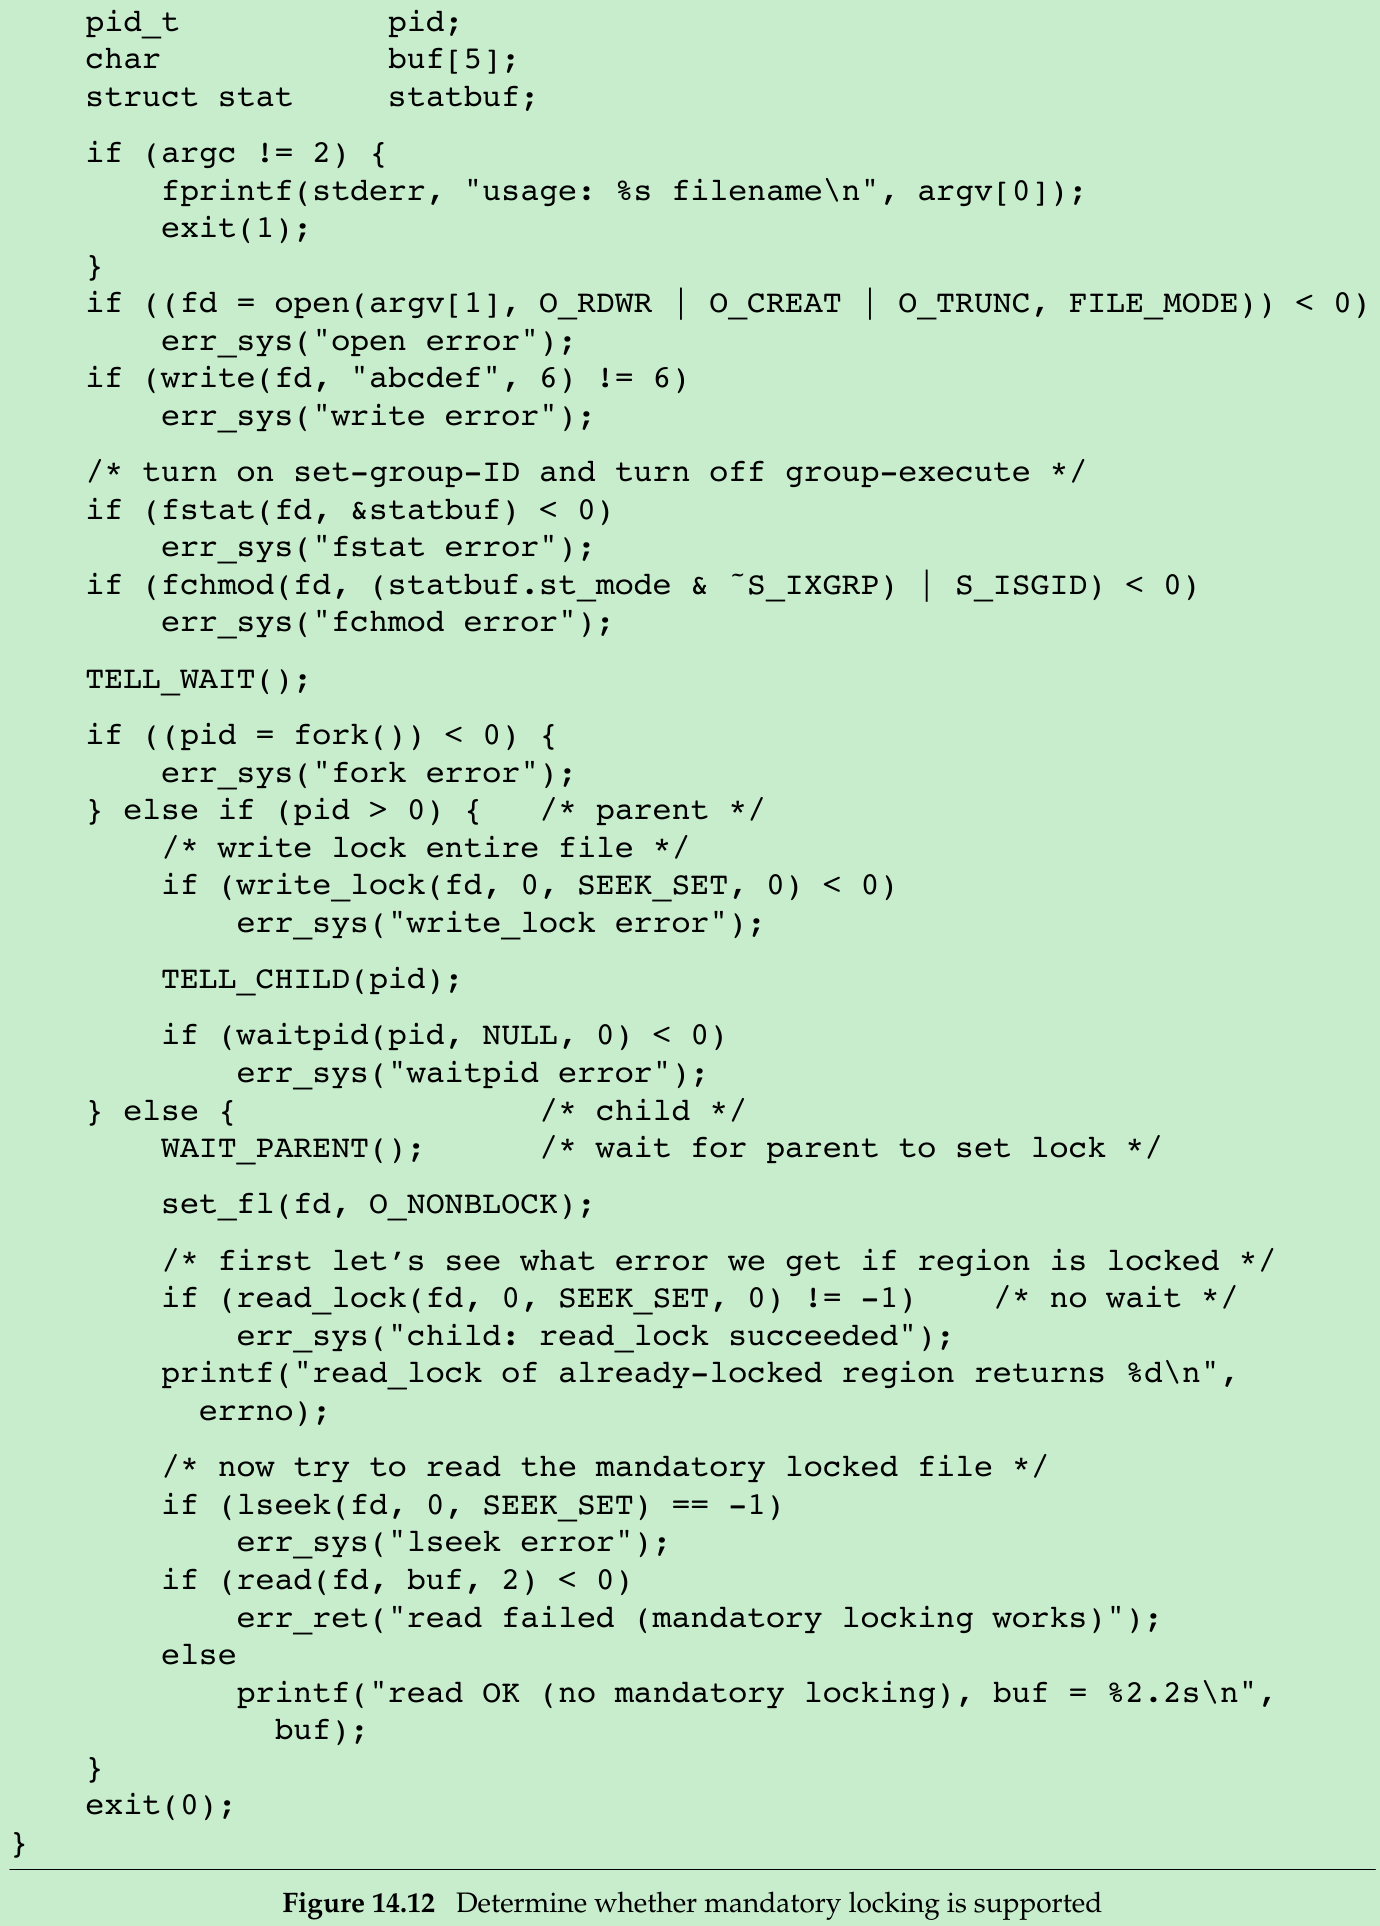 pid_t           pid;
char            buf[5];
struct stat     statbuf;
if (argc != 2) {
    fprintf(stderr, "usage: %s filename\n", argv[0]);
    exit(1);
}
if ((fd = open(argv[1], O_RDWR | O_CREAT | O_TRUNC, FILE_MODE)) < 0)
    err_sys("open error");
if (write(fd, "abcdef", 6) != 6)
    err_sys("write error");
/* turn on set-group-ID and turn off group-execute */
if (fstat(fd, &statbuf) < 0)
    err_sys("fstat error");
if (fchmod(fd, (statbuf.st_mode & ~S_IXGRP) | S_ISGID) < 0)
    err_sys("fchmod error");
TELL_WAIT();
if ((pid = fork()) < 0) {
    err_sys("fork error");
} else if (pid > 0) {   /* parent */
    /* write lock entire file */
    if (write_lock(fd, 0, SEEK_SET, 0) < 0)
        err_sys("write_lock error");
    TELL_CHILD(pid);
    if (waitpid(pid, NULL, 0) < 0)
        err_sys("waitpid error");
} else {                /* child */
    WAIT_PARENT();      /* wait for parent to set lock */
    set_fl(fd, O_NONBLOCK);
    /* first let’s see what error we get if region is locked */
    if (read_lock(fd, 0, SEEK_SET, 0) != -1)    /* no wait */
        err_sys("child: read_lock succeeded");
    printf("read_lock of already-locked region returns %d\n",
      errno);
    /* now try to read the mandatory locked file */
    if (lseek(fd, 0, SEEK_SET) == -1)
        err_sys("lseek error");
    if (read(fd, buf, 2) < 0)
        err_ret("read failed (mandatory locking works)");
    else
        printf("read OK (no mandatory locking), buf = %2.2s\n",
          buf);
}
exit(0);
}
Figure 14.12 Determine whether mandatory locking is supported